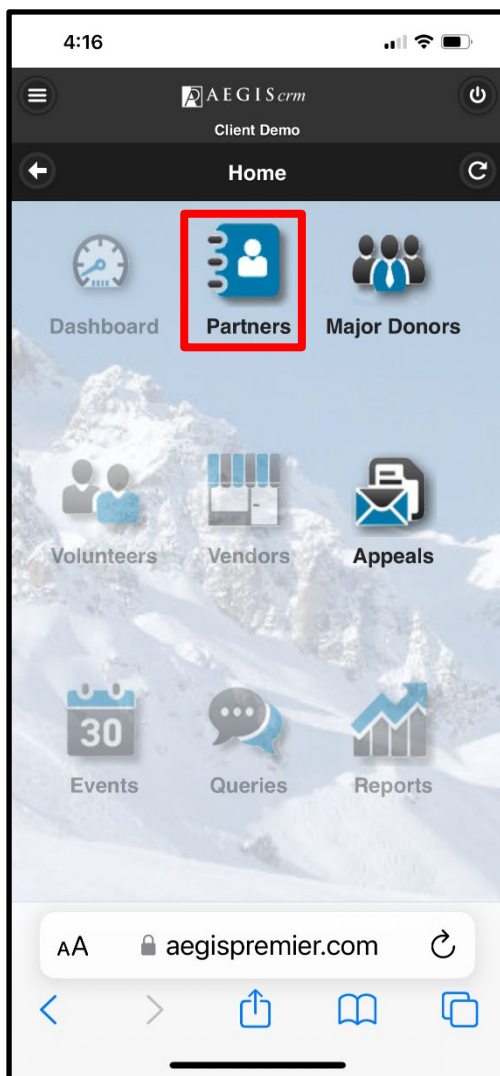 4:16
AEGIScrm
Client Demo
Home
Dashboard Partners Major Donors
Volunteers Vendors Appeals
30
Events Queries Reports
AA aegispremier.com